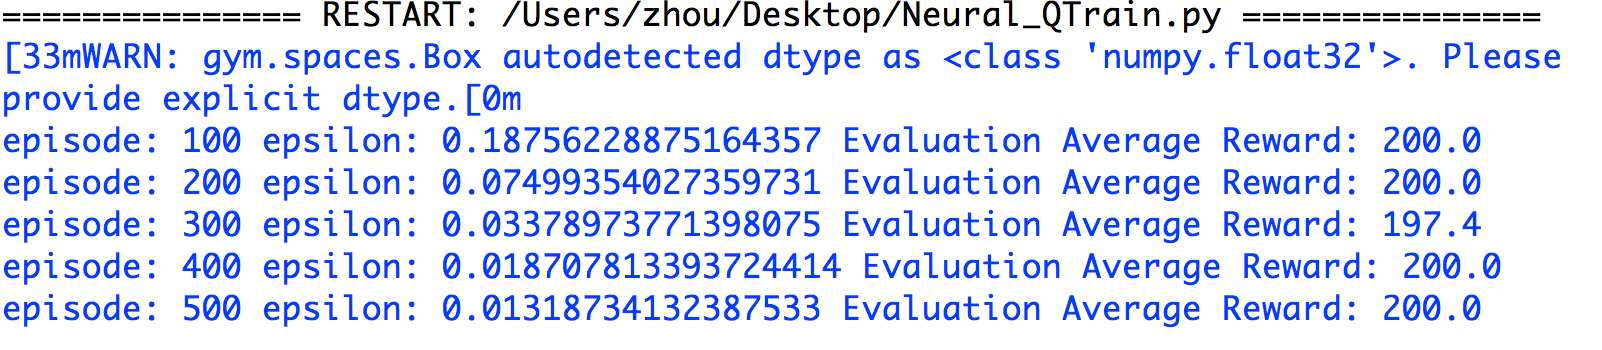 =============== RESTART: /Users/zhou/Desktop/Neural_QTrain.py ===============
[33mWARN: gym.spaces.Box autodetected dtype as <class 'numpy.float32'>. Please
provide explicit dtype.[0m
episode: 100 epsilon: 0.18756228875164357 Evaluation Average Reward: 200.0
episode: 200 epsilon: 0.07499354027359731 Evaluation Average Reward: 200.0
episode: 300 epsilon: 0.03378973771398075 Evaluation Average Reward: 197.4
episode: 400 epsilon: 0.018707813393724414 Evaluation Average Reward: 200.0
episode: 500 epsilon: 0.01318734132387533 Evaluation Average Reward: 200.0